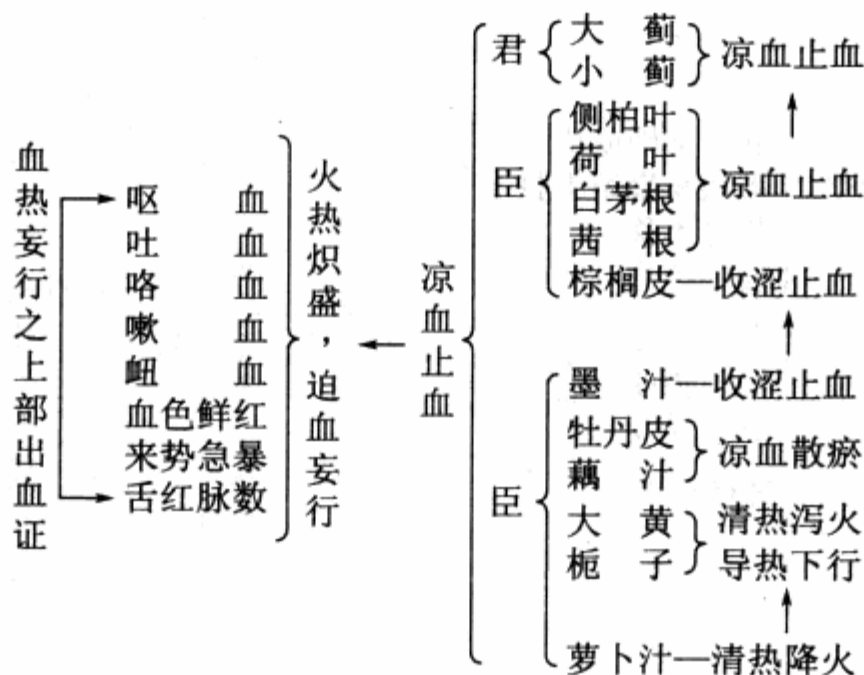 血热妄行之上部出血证
呕血
吐血
咯血
嗽血
衄血
血色鲜红
来势急暴
舌红脉数
火热炽盛，迫血妄行
凉血止血
君
大蓟
小蓟
凉血止血
臣
侧柏叶
荷叶
白茅根
茜根
凉血止血
棕榈皮—收涩止血
臣
墨汁—收涩止血
牡丹皮
藕汁
凉血散瘀
大黄
栀子
清热泻火
导热下行
萝卜汁—清热降火